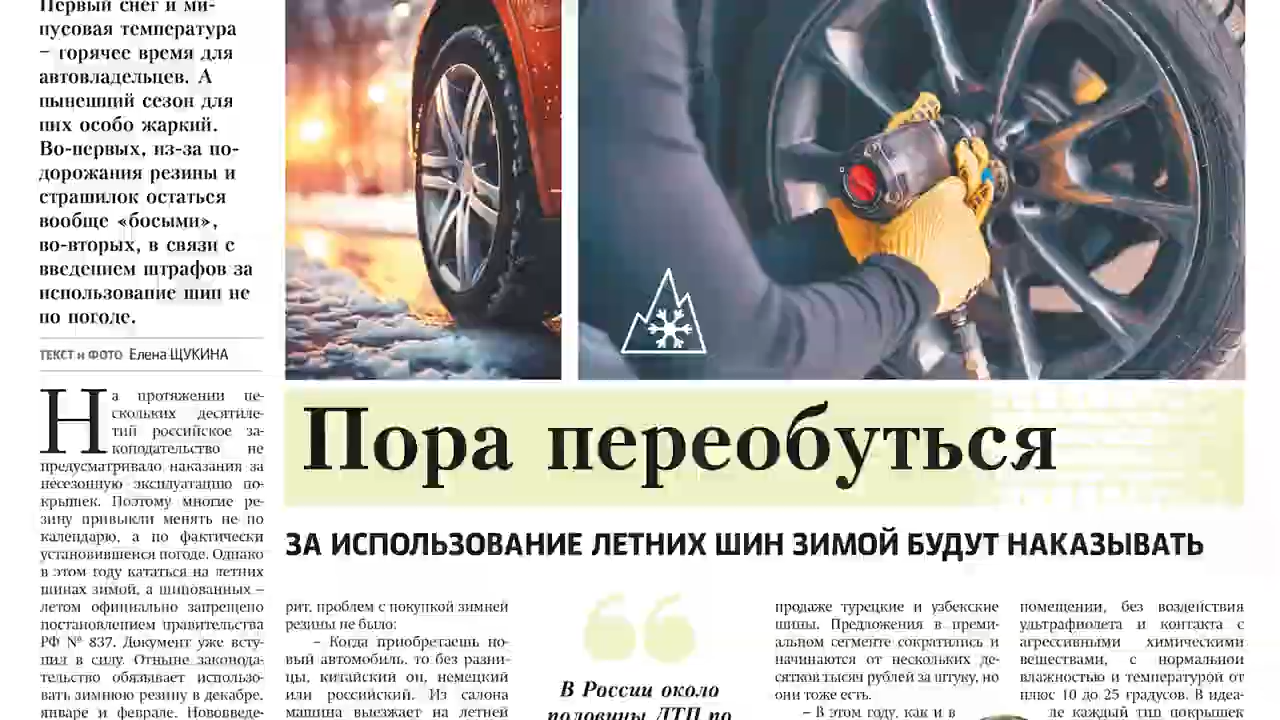 Первый снег и ми-
нусовая температура
– горячее время для
автовладельцев. А
нынешний сезон для
них особо жаркий.
Во-первых, из-за по-
дорожания резины и
страшилок остаться
вообще «босыми»,
во-вторых, в связи с
введением штрафов за
использование шин не
по погоде.
ТЕКСТ и ФОТО Елена ЩУКИНА
На протяжении не-
скольких десятиле-
тий российское за-
конодательство не
предусматривало наказания за
несезонную эксплуатацию по-
крышек. Поэтому многие ре-
зину привыкли менять не по
календарю, а по фактически
установившейся погоде. Однако
в этом году кататься на летних
шинах зимой, а шипованных –
летом официально запрещено
постановлением правительства
РФ № 837. Документ уже всту-
пил в силу. Отныне законода-
тельство обязывает использо-
вать зимнюю резину в декабре,
январе и феврале. Нововведе-
Пора переобуться
ЗА ИСПОЛЬЗОВАНИЕ ЛЕТНИХ ШИН ЗИМОЙ БУДУТ НАКАЗЫВАТЬ
рит, проблем с покупкой зимней
резины не было:
– Когда приобретаешь но-
вый автомобиль, то без разни-
цы, китайский он, немецкий
или российский. Из салона
машина выезжает на летней
В России около
половины ДТП по
продаже турецкие и узбекские
шины. Предложения в преми-
альном сегменте сократились и
начинаются от нескольких де-
сятков тысяч рублей за штуку, но
они тоже есть.
– В этом году, как и в
помещении, без воздействия
ультрафиолета и контакта с
агрессивными химическими
веществами, с нормальной
влажностью и температурой от
плюс 10 до 25 градусов. В идеа-
ле каждый тип покрышек